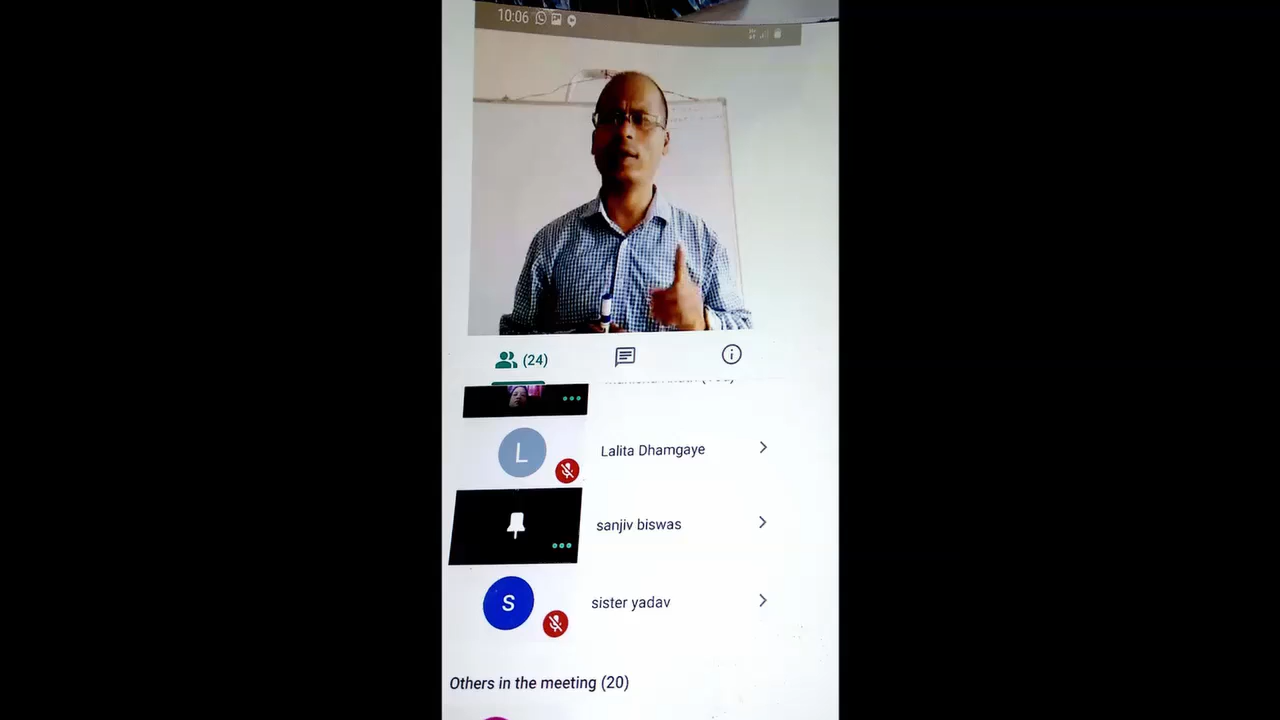 10:06
(24)
L
Lalita Dhamgaye
sanjiv biswas
S
sister yadav
Others in the meeting (20)